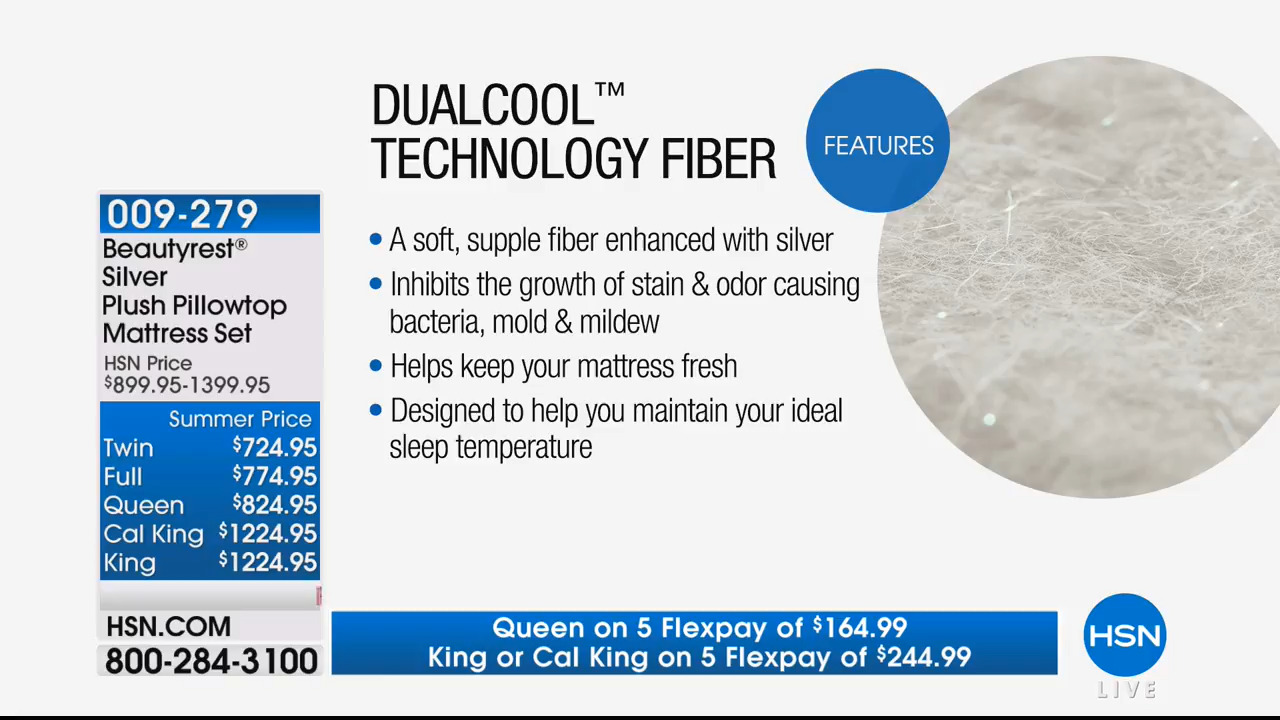 DUALCOOL™
TECHNOLOGY FIBER
FEATURES
• A soft, supple fiber enhanced with silver
• Inhibits the growth of stain & odor causing
bacteria, mold & mildew
• Helps keep your mattress fresh
• Designed to help you maintain your ideal
sleep temperature
009-279
Beautyrest®
Silver
Plush Pillowtop
Mattress Set
HSN Price
$899.95-1399.95
Summer Price
Twin $724.95
Full $774.95
Queen $824.95
Cal King $1224.95
King $1224.95
HSN.COM
800-284-3100
Queen on 5 Flexpay of $164.99
King or Cal King on 5 Flexpay of $244.99
HSN
LIVE